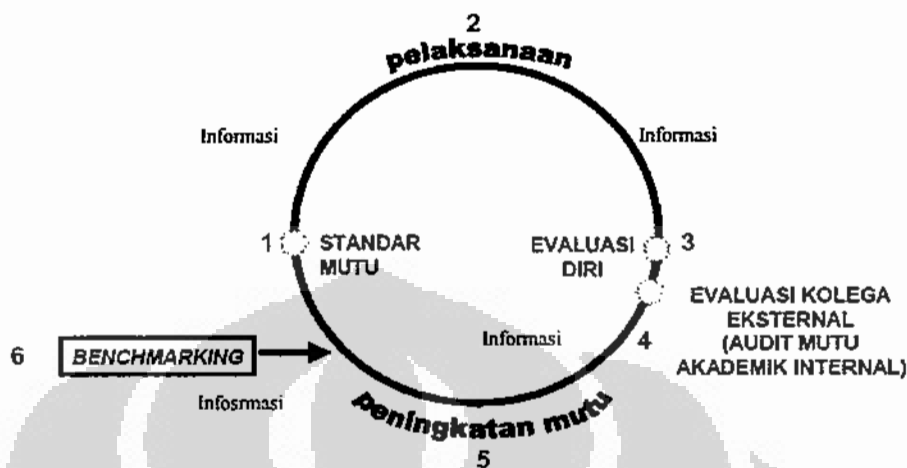 2
pelaksanaan
Informasi
Informasi
1
STANDAR
MUTU
EVALUASI
DIRI
3
EVALUASI KOLEGA
EKSTERNAL
(AUDIT MUTU
AKADEMIK INTERNAL)
Informasi
4
6
BENCHMARKING
Infosrmasi
peningkatan mutu
5